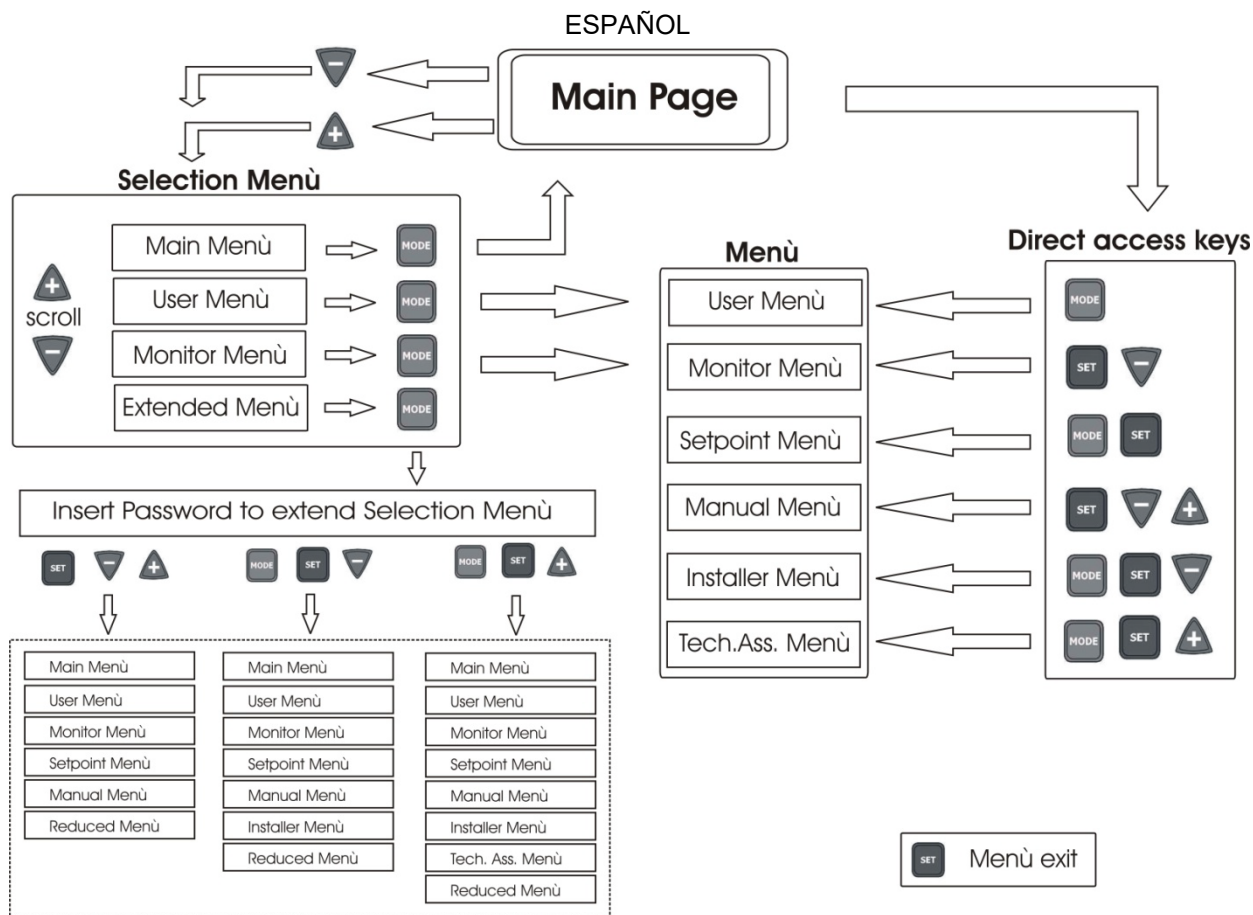 ESPAÑOL
Main Page
Selection Menù
Main Menù
MODE
User Menù
MODE
scroll
Monitor Menù
MODE
Extended Menù
MODE
Insert Password to extend Selection Menù
SET
MODE SET
MODE SET
Main Menù
User Menù
Monitor Menù
Setpoint Menù
Manual Menù
Reduced Menù
Main Menù
User Menù
Monitor Menù
Setpoint Menù
Manual Menù
Installer Menù
Reduced Menù
Main Menù
User Menù
Monitor Menù
Setpoint Menù
Manual Menù
Installer Menù
Tech. Ass. Menù
Reduced Menù
Menù
User Menù
Monitor Menù
Setpoint Menù
Manual Menù
Installer Menù
Tech.Ass. Menù
Direct access keys
MODE
SET
MODE SET
SET
MODE SET
MODE SET
SET Menù exit